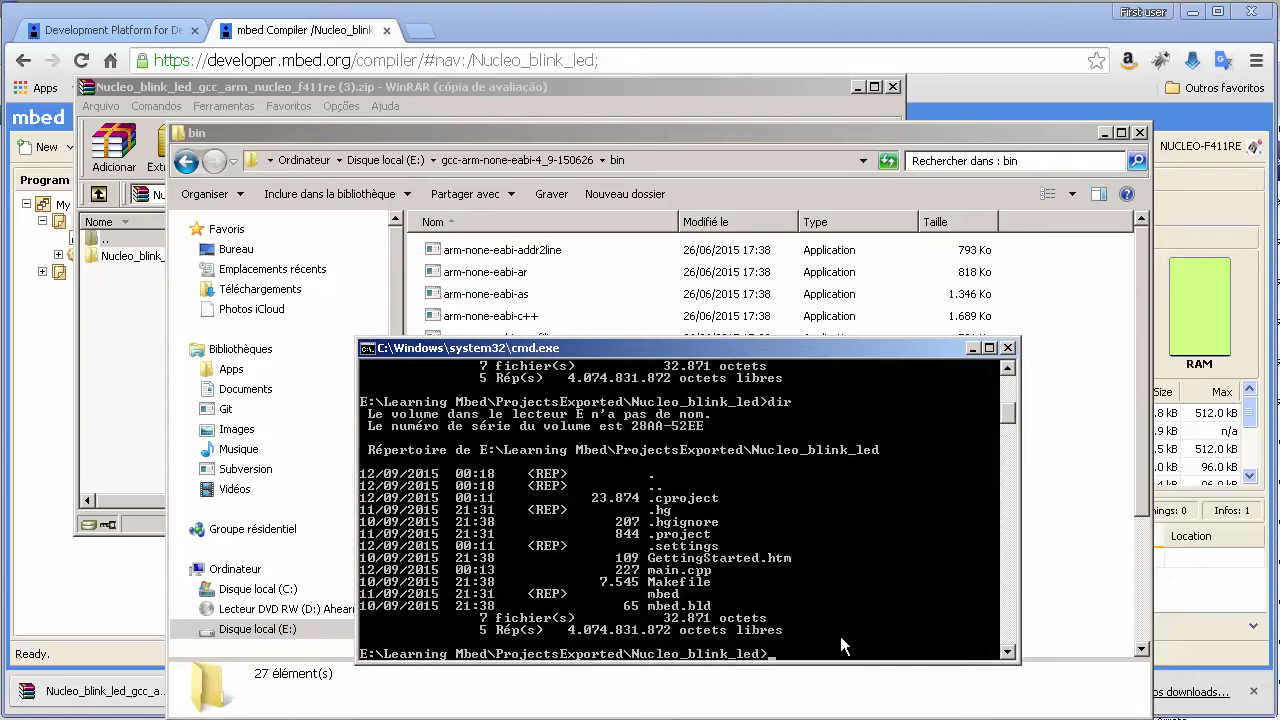 First user
Development Platform for De
mbed Compiler /Nucleo_blink_
https://developer.mbed.org/compiler/#nav:/Nucleo_blink_led;
Apps
Outros favoritos
Nucleo_blink_led_gcc_arm_nucleo_f411re (3).zip - WinRAR (cópia de avaliação)
Arquivo Comandos Ferramentas Favoritos Opções Ajuda
mbed
New
Adicionar
Program
My
Nome
..
Nucleo_blink_
NUCLEO-F411RE
bin
Ordinateur Disque local (E:) gcc-arm-none-eabi-4_9-150626 bin
Rechercher dans : bin
Organiser Inclure dans la bibliothèque Partager avec Graver Nouveau dossier
Nom Modifié le Type Taille
arm-none-eabi-addr2line 26/06/2015 17:38 Application 793 Ko
arm-none-eabi-ar 26/06/2015 17:38 Application 818 Ko
arm-none-eabi-as 26/06/2015 17:38 Application 1.346 Ko
arm-none-eabi-c++ 26/06/2015 17:38 Application 1.689 Ko
Favoris
Bureau
Emplacements récents
Téléchargements
Photos iCloud
Bibliothèques
Apps
Documents
Git
Images
Musique
Subversion
Vidéos
Groupe résidentiel
Ordinateur
Disque local (C:)
Lecteur DVD RW (D:) Ahearn
Disque local (E:)
27 élément(s)
C:\Windows\system32\cmd.exe
7 fichier(s) 32.871 octets
5 Rép(s) 4.074.831.872 octets libres
E:\Learning Mbed\ProjectsExported\Nucleo_blink_led>dir
Le volume dans le lecteur E n'a pas de nom.
Le numéro de série du volume est 28AA-52EE
Répertoire de E:\Learning Mbed\ProjectsExported\Nucleo_blink_led
12/09/2015 00:18 <REP> .
12/09/2015 00:18 <REP> ..
12/09/2015 00:11 23.874 .cproject
11/09/2015 21:31 <REP> .hg
10/09/2015 21:38 207 .hgignore
11/09/2015 21:31 844 .project
12/09/2015 00:11 <REP> .settings
10/09/2015 21:38 109 GettingStarted.htm
12/09/2015 00:13 227 main.cpp
10/09/2015 21:38 7.545 Makefile
11/09/2015 21:31 <REP> mbed
10/09/2015 21:38 65 mbed.bld
7 fichier(s) 32.871 octets
5 Rép(s) 4.074.831.872 octets libres
E:\Learning Mbed\ProjectsExported\Nucleo_blink_led>_
RAM
Size Max
.8 kB 512.0
.1 kB n/a
.5 kB 512.0
.5 kB 96.0
96.0
nings: 0 Infos: 1
Location
Ready.
Nucleo_blink_led_gcc_a...
os downloads...